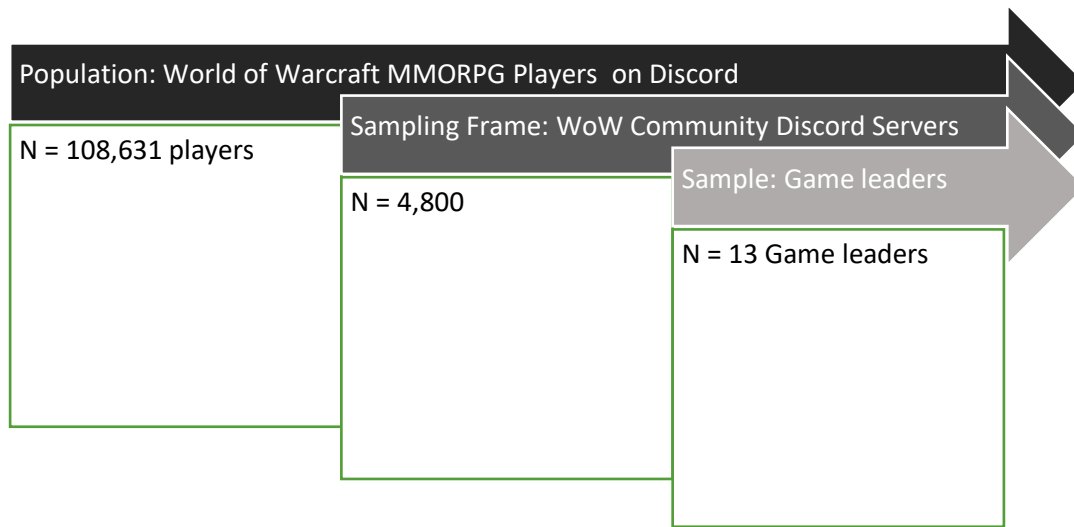 Population: World of Warcraft MMORPG Players  on Discord
N = 108,631 players
Sampling Frame: WoW Community Discord Servers
N = 4,800
Sample: Game leaders
N = 13 Game leaders